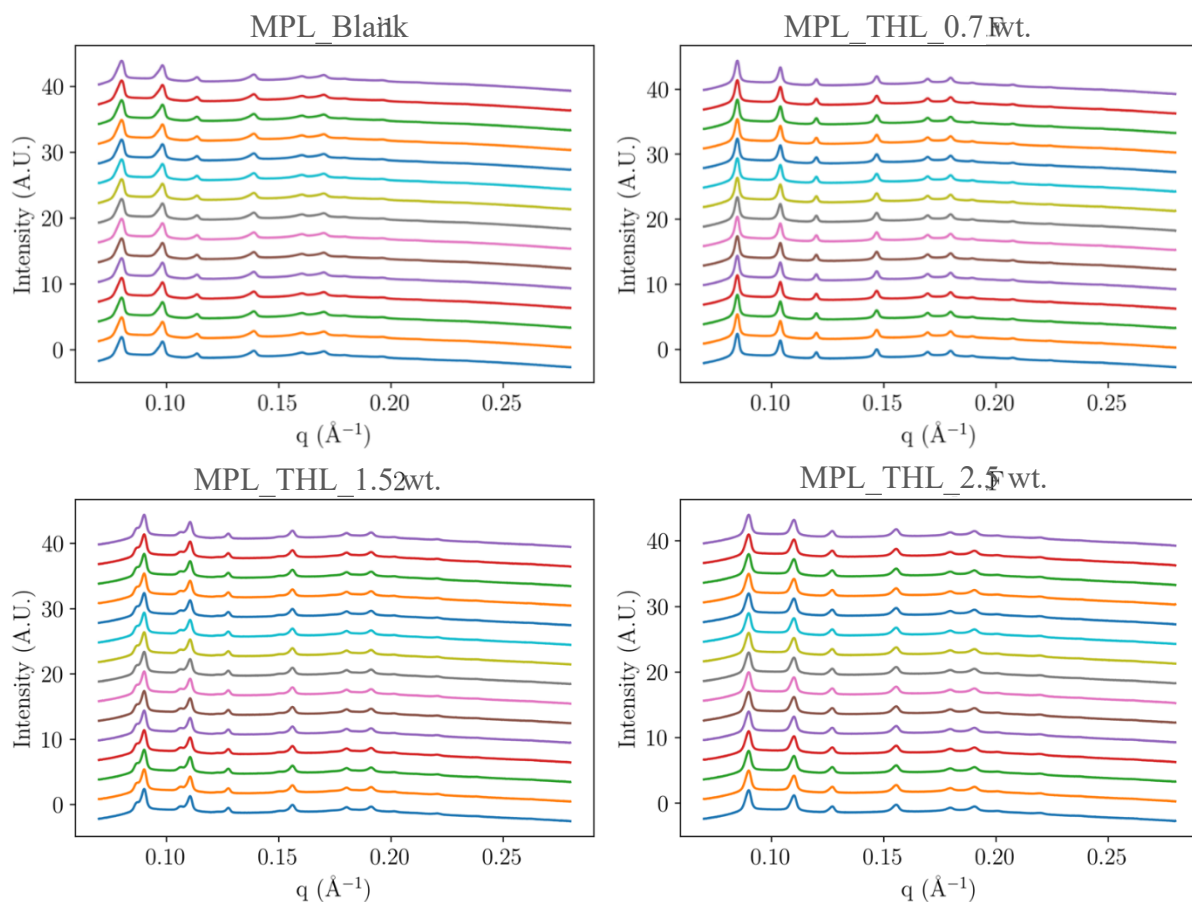 MPL_Blank
MPL_THL_0.7 wt.
40
30
20
10
0
Intensity (A.U.)
0.10 0.15 0.20 0.25
q (Å⁻¹)
40
30
20
10
0
Intensity (A.U.)
0.10 0.15 0.20 0.25
q (Å⁻¹)
MPL_THL_1.5 wt.
MPL_THL_2.5 wt.
40
30
20
10
0
Intensity (A.U.)
0.10 0.15 0.20 0.25
q (Å⁻¹)
40
30
20
10
0
Intensity (A.U.)
0.10 0.15 0.20 0.25
q (Å⁻¹)